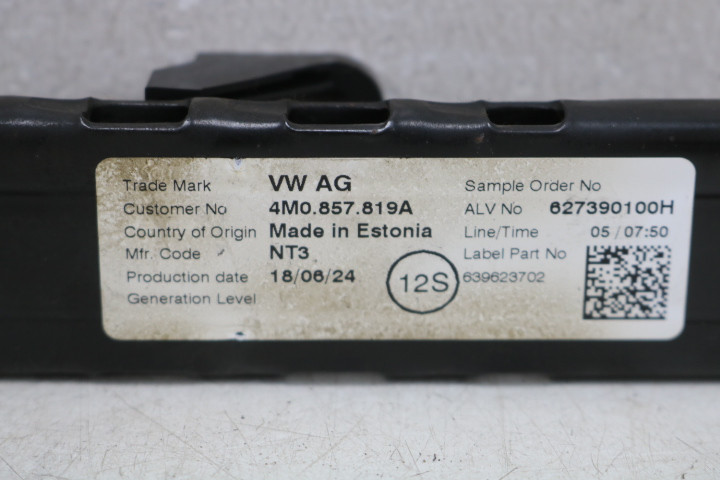 Trade Mark VW AG Sample Order No
Customer No 4M0.857.819A ALV No 627390100H
Country of Origin Made in Estonia Line/Time 05 / 07:50
Mfr. Code NT3 Label Part No
Production date 18/06/24 12S 639623702
Generation Level